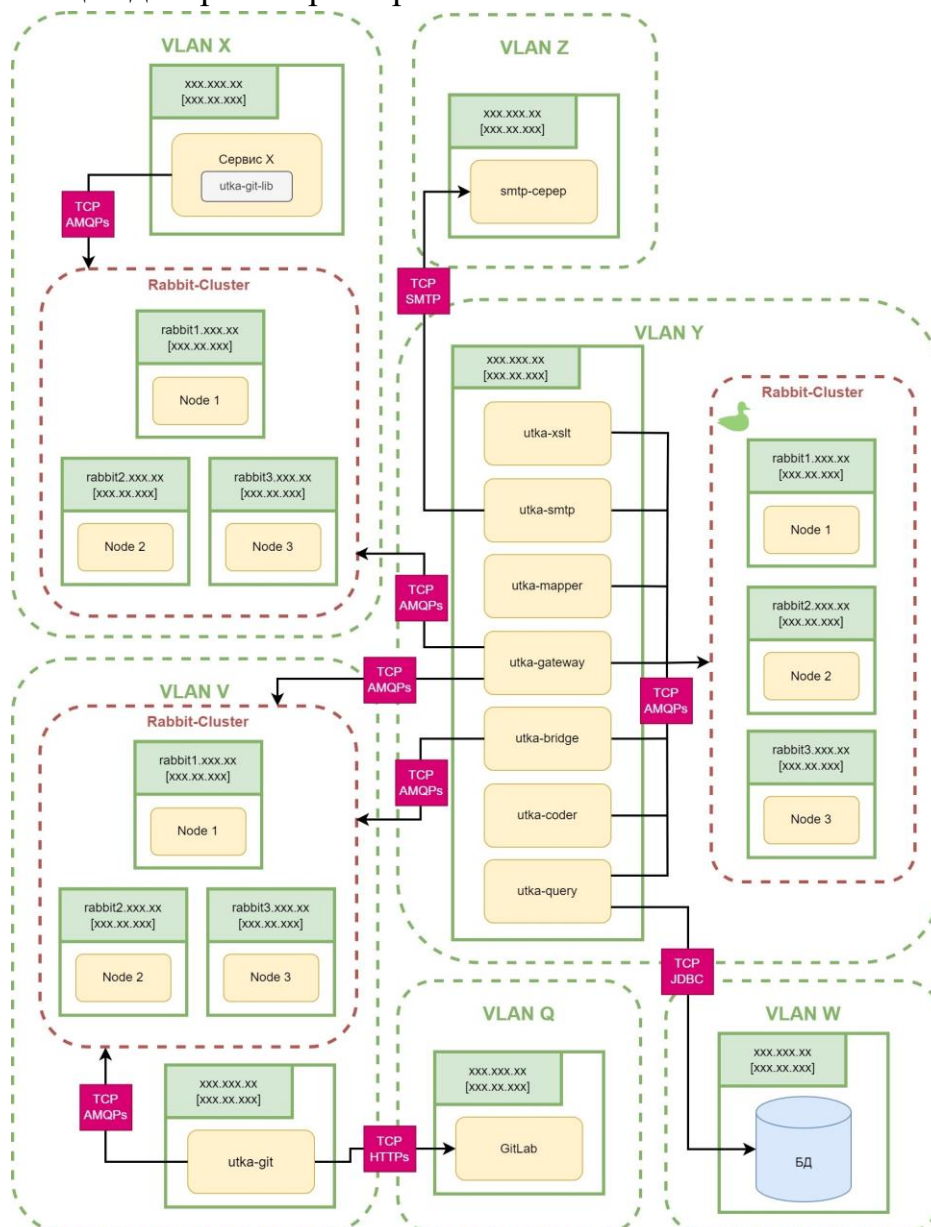 VLAN X
xxx.xxx.xx
[xxx.xx.xxx]
Сервис X
utka-git-lib
TCP
AMQPs
Rabbit-Cluster
rabbit1.xxx.xx
[xxx.xx.xxx]
Node 1
rabbit2.xxx.xx
[xxx.xx.xxx]
Node 2
rabbit3.xxx.xx
[xxx.xx.xxx]
Node 3
VLAN Z
xxx.xxx.xx
[xxx.xx.xxx]
smtp-серер
TCP
SMTP
VLAN Y
xxx.xxx.xx
[xxx.xx.xxx]
utka-xslt
utka-smtp
utka-mapper
utka-gateway
utka-bridge
utka-coder
utka-query
TCP
AMQPs
TCP
AMQPs
TCP
AMQPs
TCP
AMQPs
Rabbit-Cluster
rabbit1.xxx.xx
[xxx.xx.xxx]
Node 1
rabbit2.xxx.xx
[xxx.xx.xxx]
Node 2
rabbit3.xxx.xx
[xxx.xx.xxx]
Node 3
VLAN V
Rabbit-Cluster
rabbit1.xxx.xx
[xxx.xx.xxx]
Node 1
rabbit2.xxx.xx
[xxx.xx.xxx]
Node 2
rabbit3.xxx.xx
[xxx.xx.xxx]
Node 3
TCP
AMQPs
xxx.xxx.xx
[xxx.xx.xxx]
utka-git
TCP
HTTPs
VLAN Q
xxx.xxx.xx
[xxx.xx.xxx]
GitLab
TCP
JDBC
VLAN W
xxx.xxx.xx
[xxx.xx.xxx]
БД